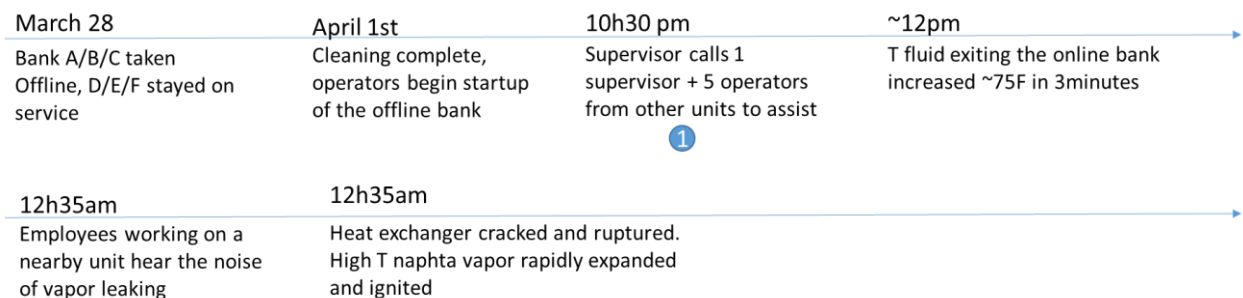 March 28
Bank A/B/C taken
Offline, D/E/F stayed on
service
April 1st
Cleaning complete,
operators begin startup
of the offline bank
10h30 pm
Supervisor calls 1
supervisor + 5 operators
from other units to assist
1
~12pm
T fluid exiting the online bank
increased ~75F in 3minutes
12h35am
Employees working on a
nearby unit hear the noise
of vapor leaking
12h35am
Heat exchanger cracked and ruptured.
High T naphta vapor rapidly expanded
and ignited